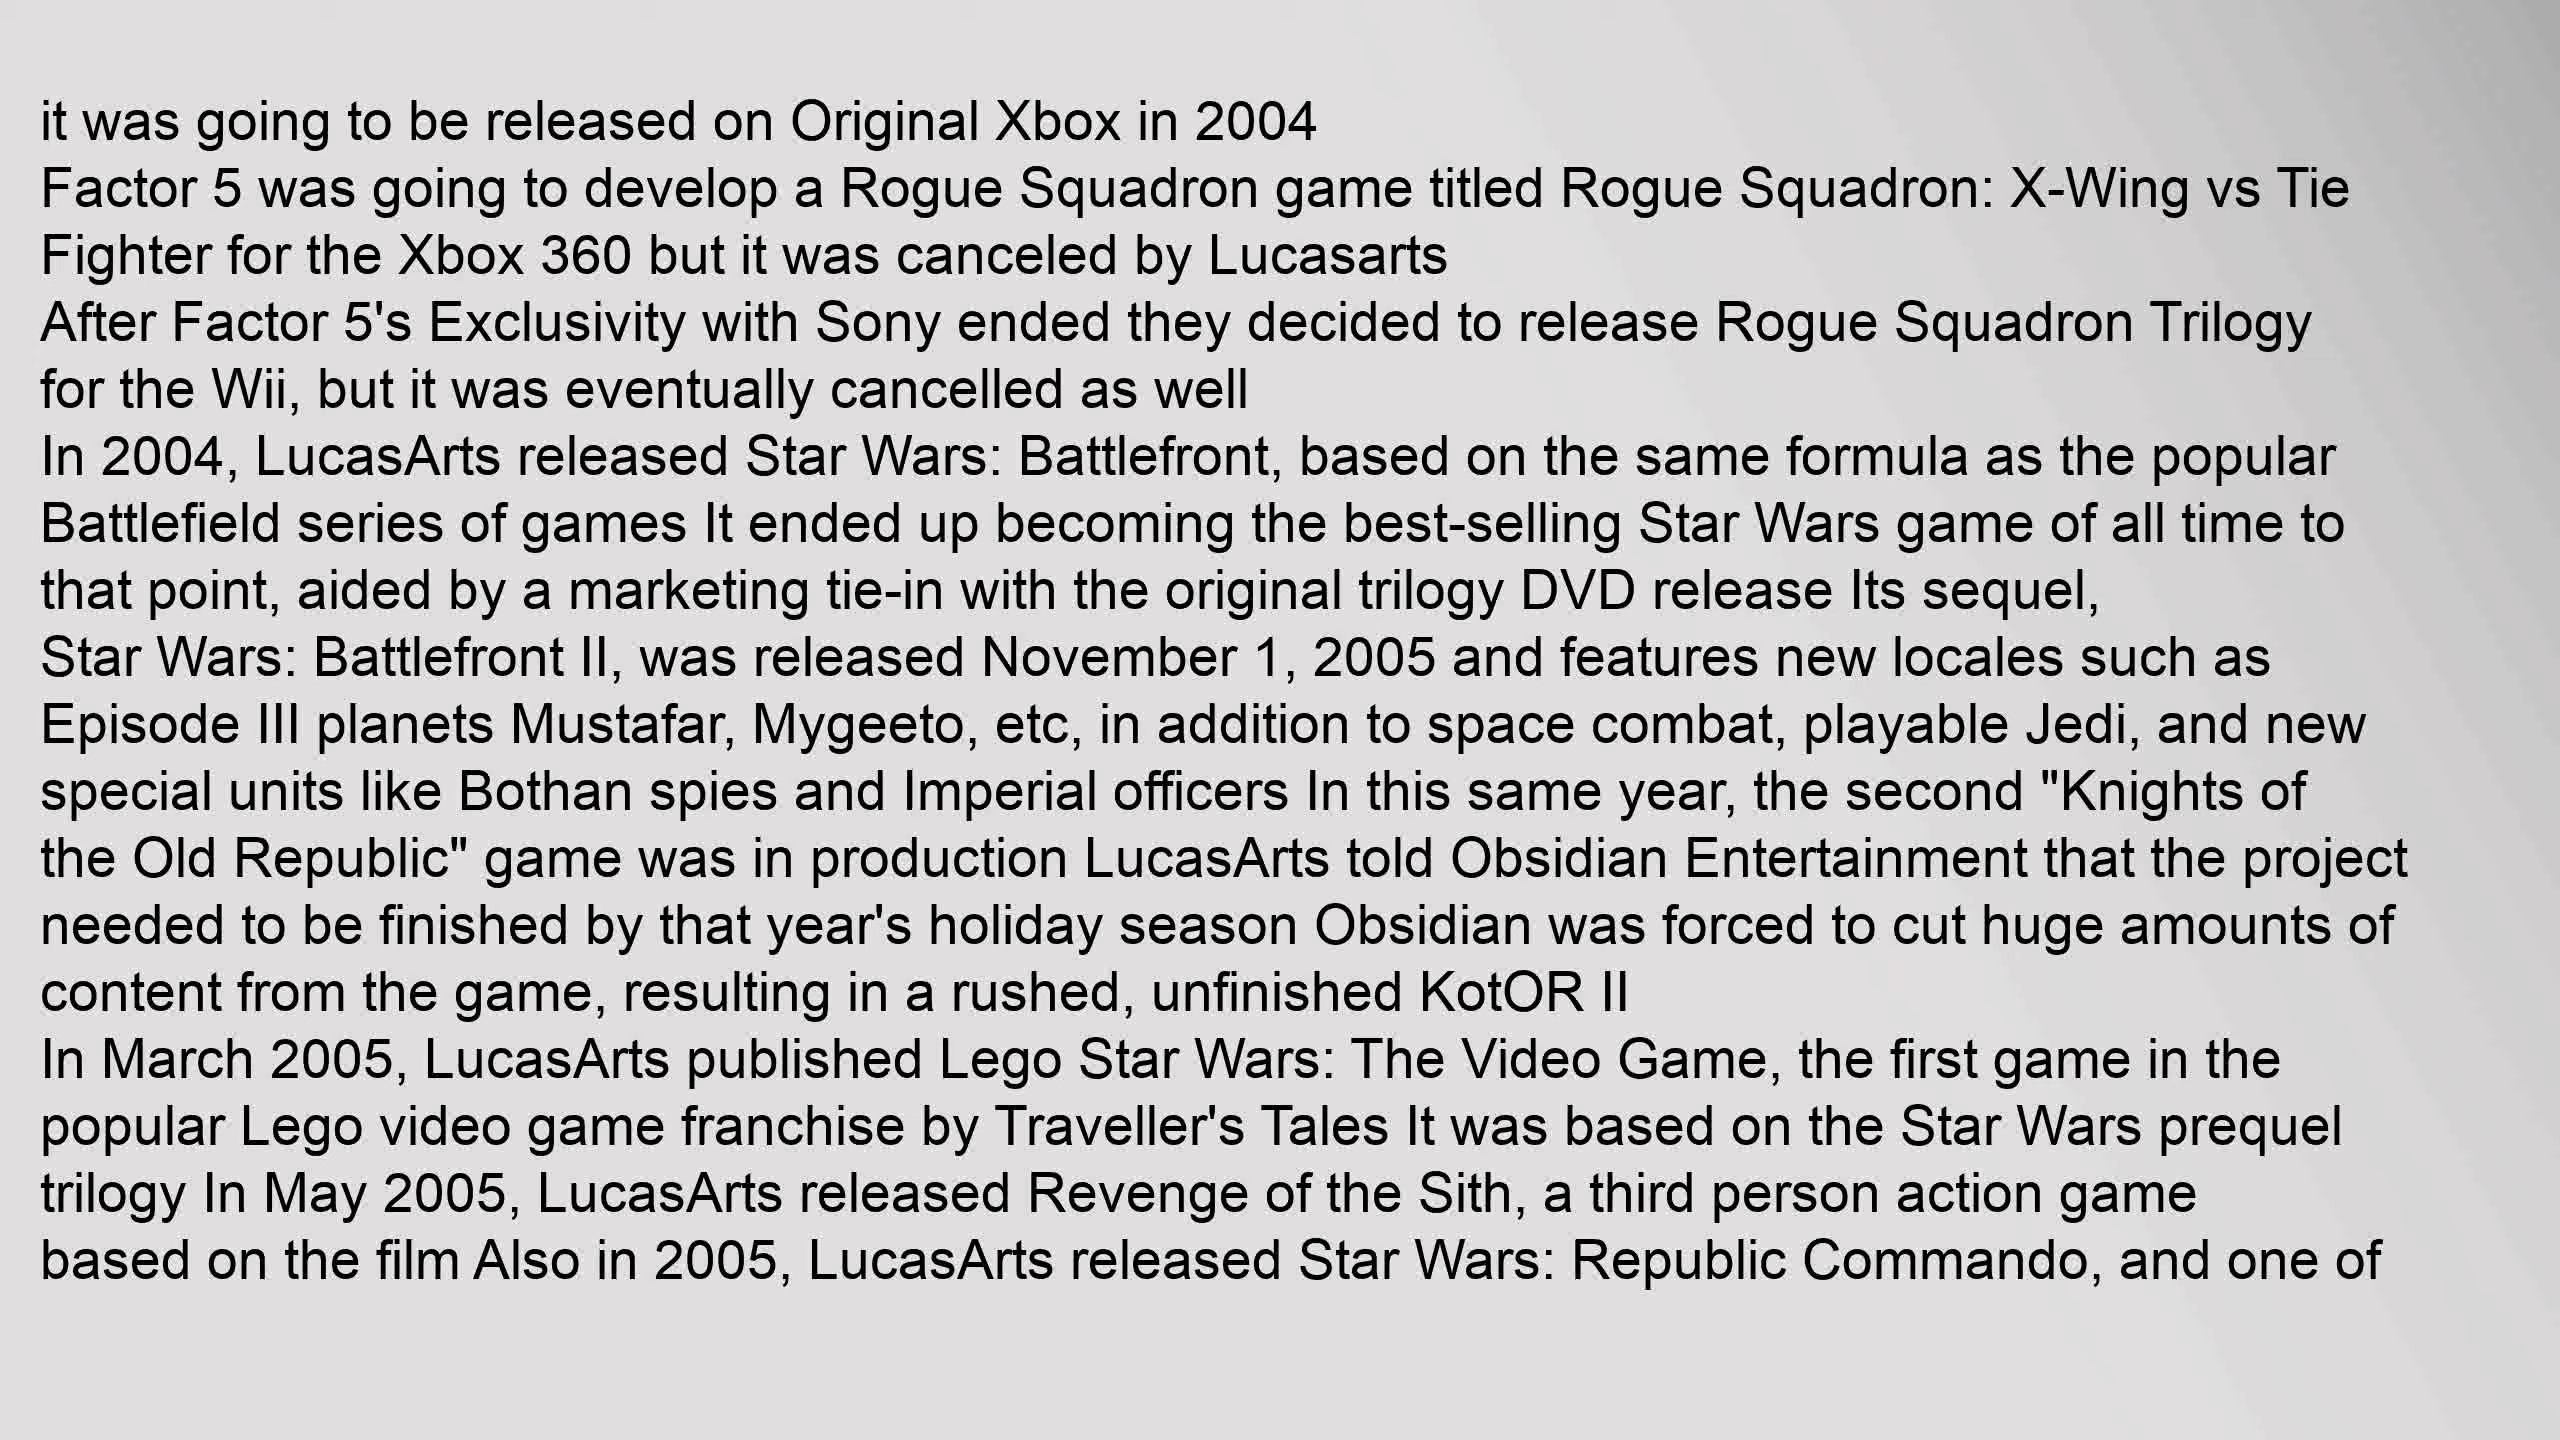 it was going to be released on Original Xbox in 2004
Factor 5 was going to develop a Rogue Squadron game titled Rogue Squadron: X-Wing vs Tie
Fighter for the Xbox 360 but it was canceled by Lucasarts
After Factor 5's Exclusivity with Sony ended they decided to release Rogue Squadron Trilogy
for the Wii, but it was eventually cancelled as well
In 2004, LucasArts released Star Wars: Battlefront, based on the same formula as the popular
Battlefield series of games It ended up becoming the best-selling Star Wars game of all time to
that point, aided by a marketing tie-in with the original trilogy DVD release Its sequel,
Star Wars: Battlefront II, was released November 1, 2005 and features new locales such as
Episode III planets Mustafar, Mygeeto, etc, in addition to space combat, playable Jedi, and new
special units like Bothan spies and Imperial officers In this same year, the second "Knights of
the Old Republic" game was in production LucasArts told Obsidian Entertainment that the project
needed to be finished by that year's holiday season Obsidian was forced to cut huge amounts of
content from the game, resulting in a rushed, unfinished KotOR II
In March 2005, LucasArts published Lego Star Wars: The Video Game, the first game in the
popular Lego video game franchise by Traveller's Tales It was based on the Star Wars prequel
trilogy In May 2005, LucasArts released Revenge of the Sith, a third person action game
based on the film Also in 2005, LucasArts released Star Wars: Republic Commando, and one of